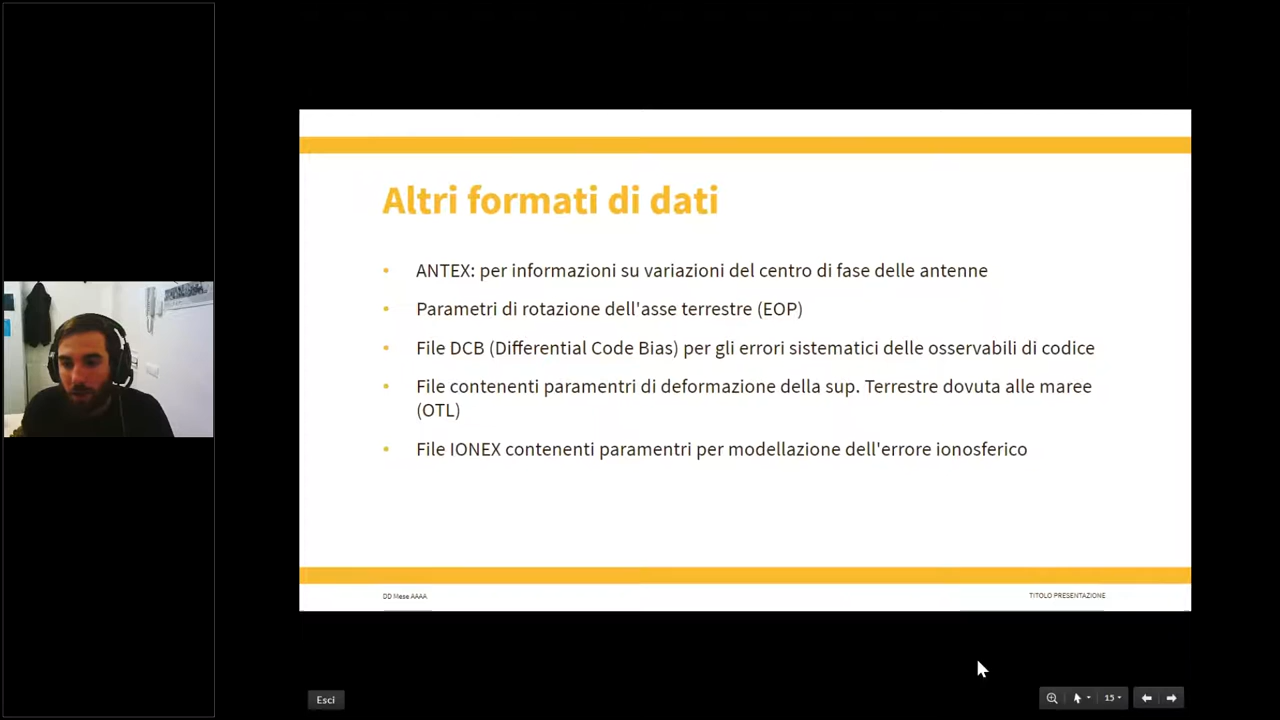 Altri formati di dati
• ANTEX: per informazioni su variazioni del centro di fase delle antenne
• Parametri di rotazione dell'asse terrestre (EOP)
• File DCB (Differential Code Bias) per gli errori sistematici delle osservabili di codice
• File contenenti paramentri di deformazione della sup. Terrestre dovuta alle maree
(OTL)
• File IONEX contenenti paramentri per modellazione dell'errore ionosferico
DD Mese AAAA
TITOLO PRESENTAZIONE
Esci
15